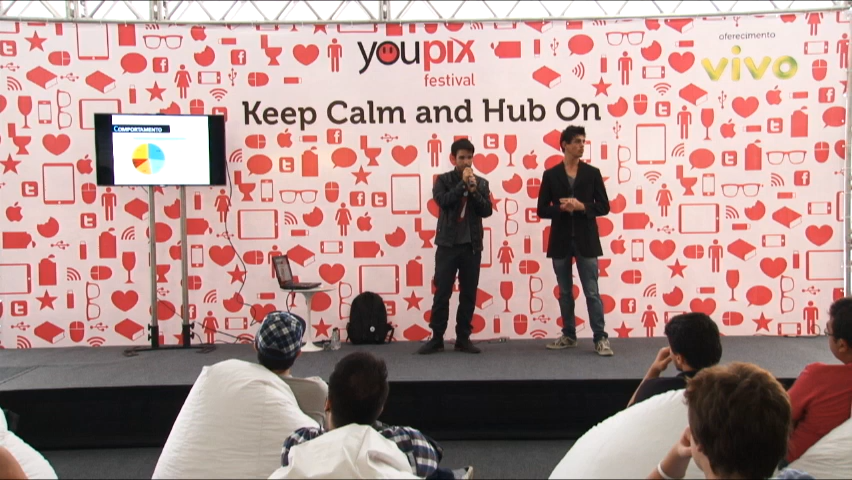 youpix
festival
oferecimento
vivo
Keep Calm and Hub On
COMPORTAMENTO